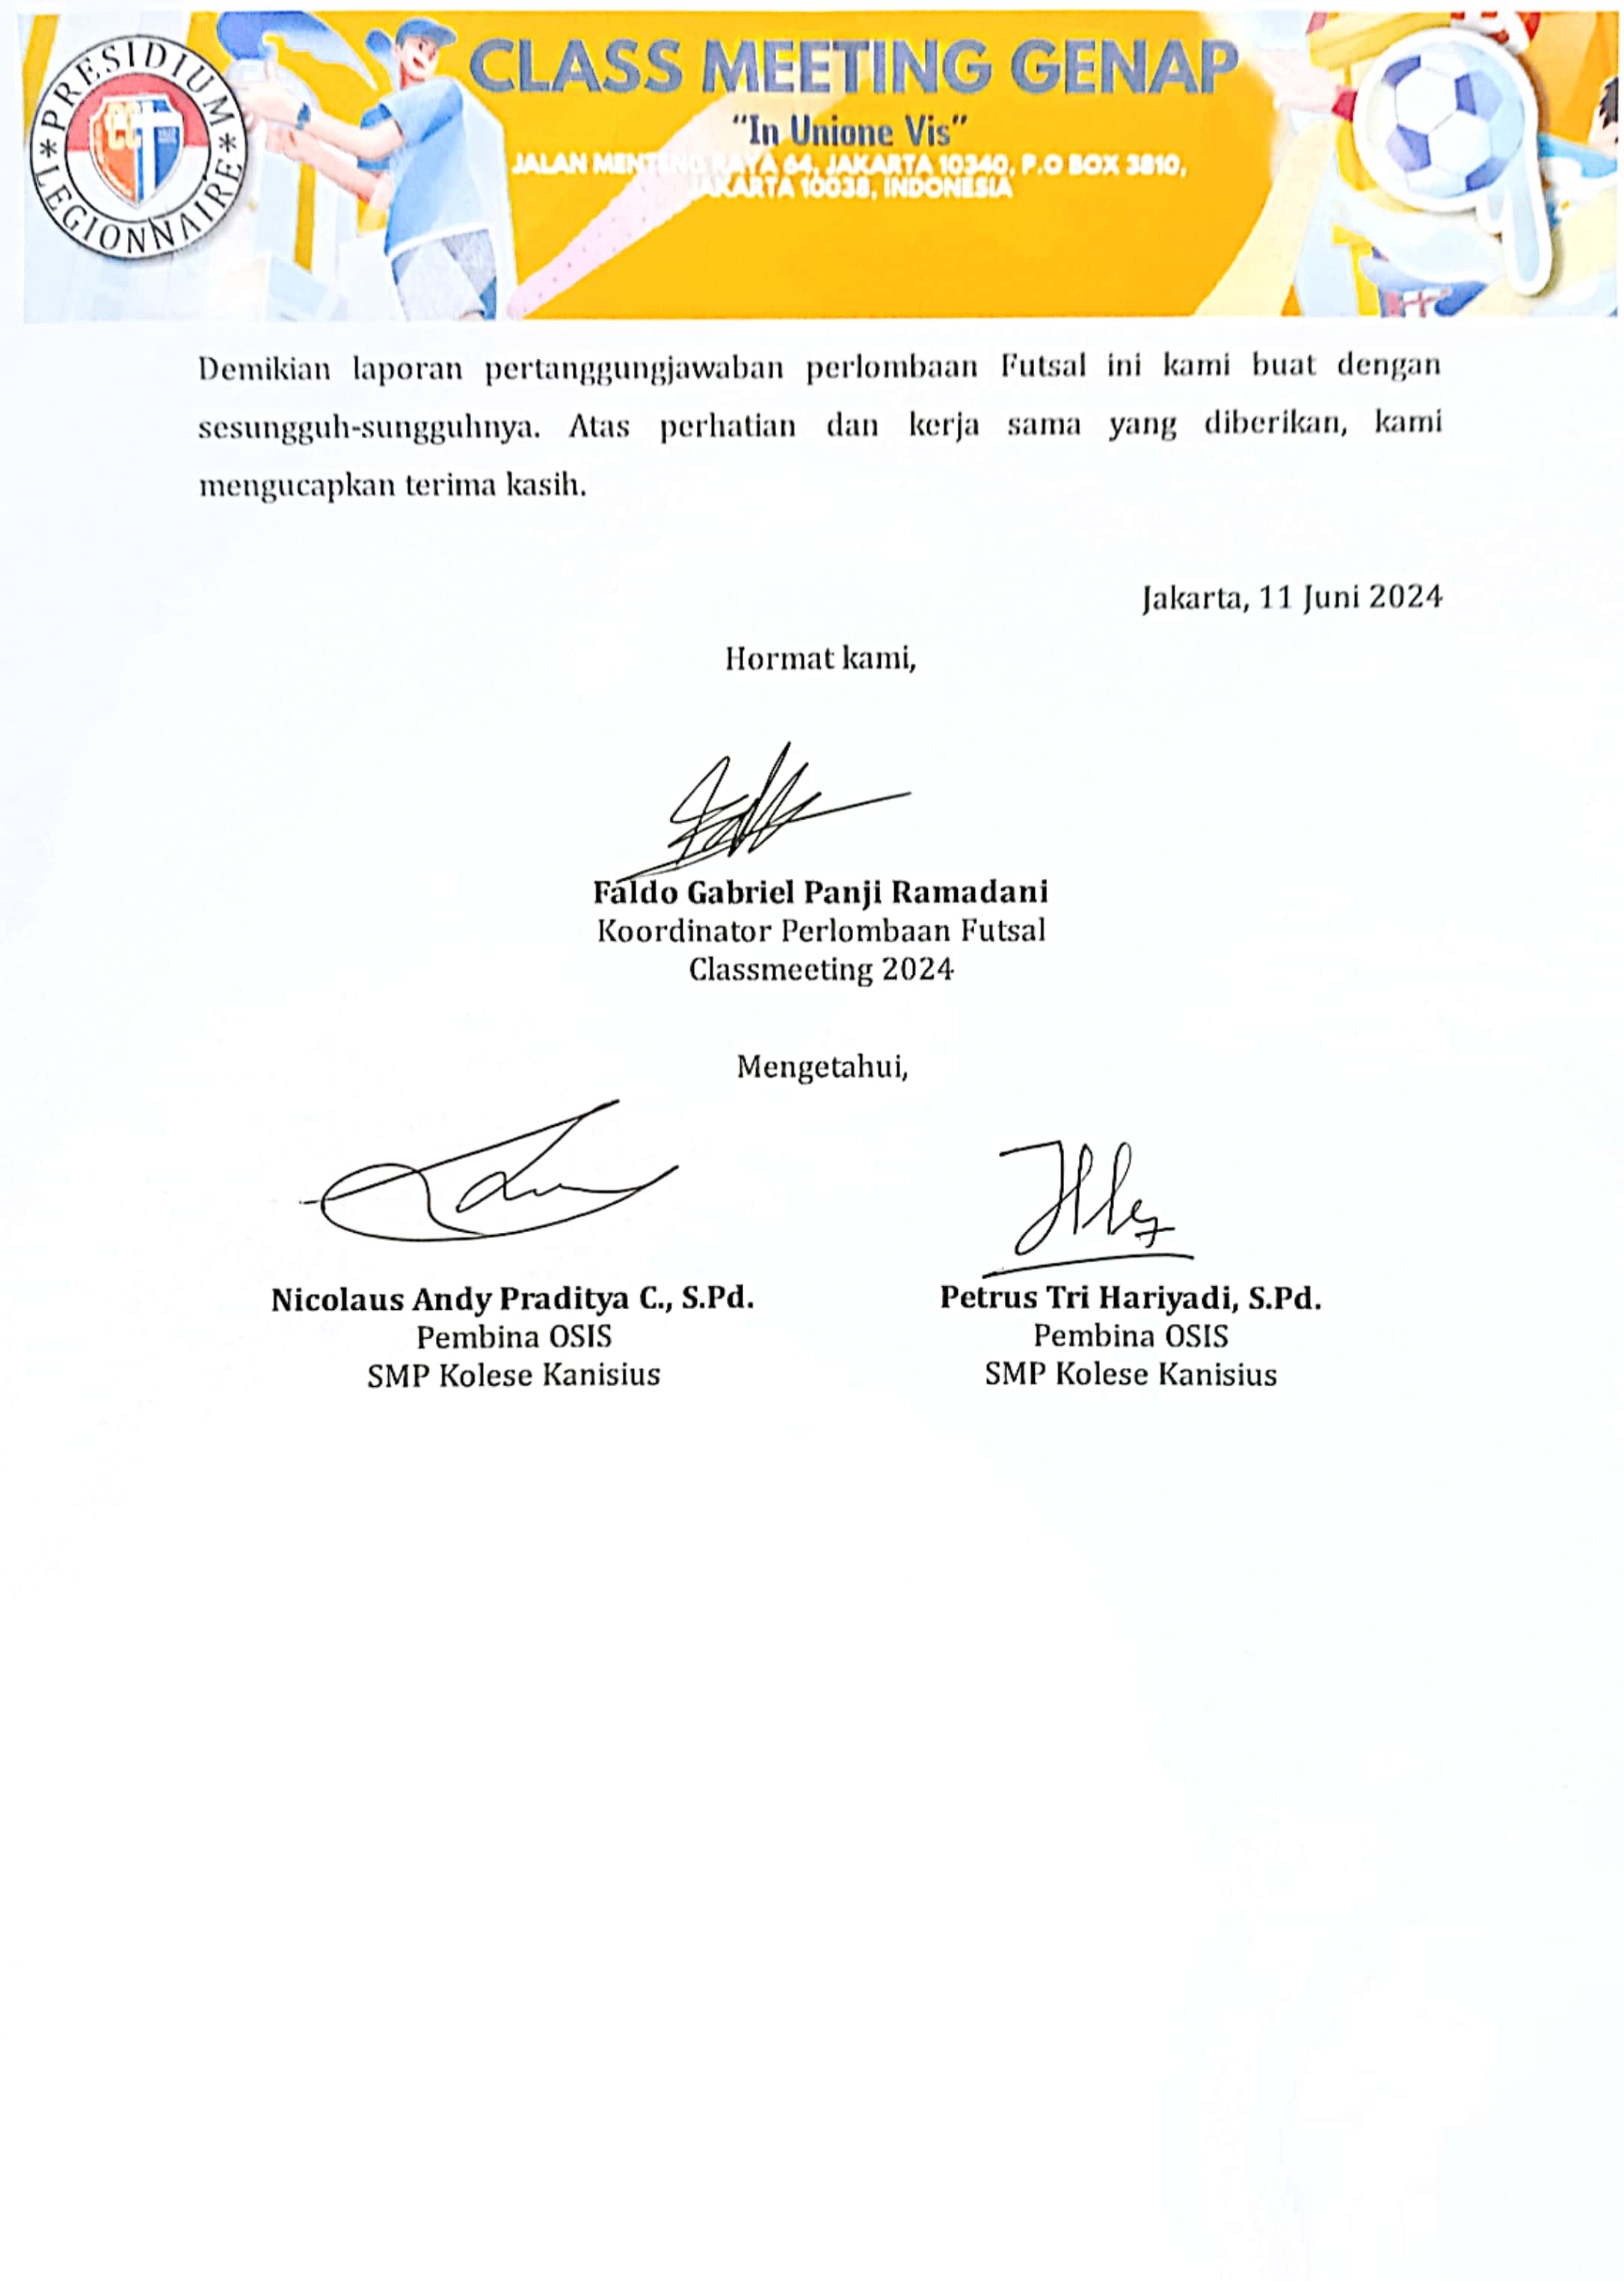 PRESIDIUM
LEGIONNAIRE
CC
CLASS MEETING GENAP
“In Unione Vis”
JALAN MENTENG RAYA 64, JAKARTA 10340, P.O BOX 3810,
JAKARTA 10038, INDONESIA
Demikian laporan pertanggungjawaban perlombaan Futsal ini kami buat dengan
sesungguh-sungguhnya. Atas perhatian dan kerja sama yang diberikan, kami
mengucapkan terima kasih.
Jakarta, 11 Juni 2024
Hormat kami,
Faldo Gabriel Panji Ramadani
Koordinator Perlombaan Futsal
Classmeeting 2024
Mengetahui,
Nicolaus Andy Praditya C., S.Pd. Petrus Tri Hariyadi, S.Pd.
Pembina OSIS Pembina OSIS
SMP Kolese Kanisius SMP Kolese Kanisius